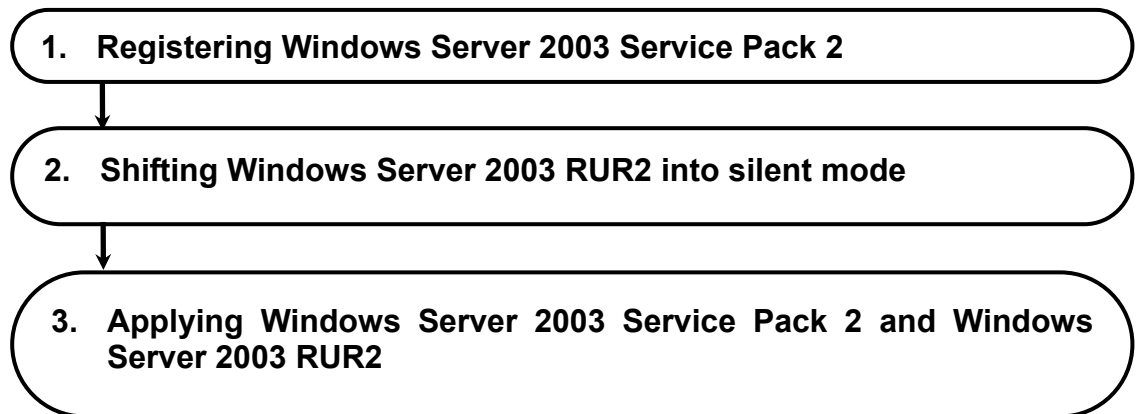 1. Registering Windows Server 2003 Service Pack 2
2. Shifting Windows Server 2003 RUR2 into silent mode
3. Applying Windows Server 2003 Service Pack 2 and Windows
Server 2003 RUR2